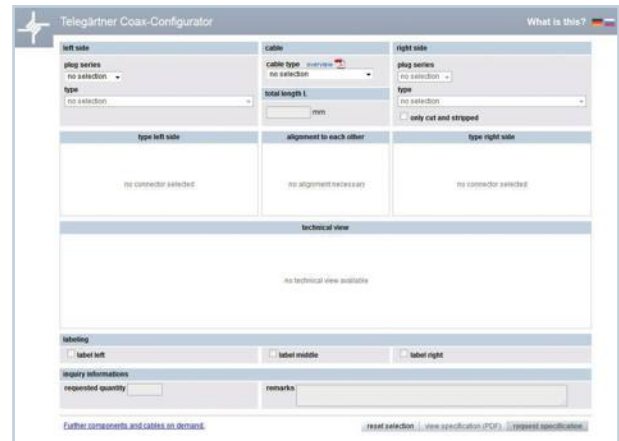 Telegärtner Coax-Configurator
What is this?
left side
cable
right side
plug series
cable type overview
plug series
no selection
no selection
no selection
type
total length L
type
no selection
mm
no selection
only cut and stripped
type left side
alignment to each other
type right side
no connector selected
no alignment necessary
no connector selected
technical view
no technical view available
labeling
label left
label middle
label right
inquiry informations
requested quantity
remarks
Further components and cables on demand.
reset selection
view specification (PDF)
request specification